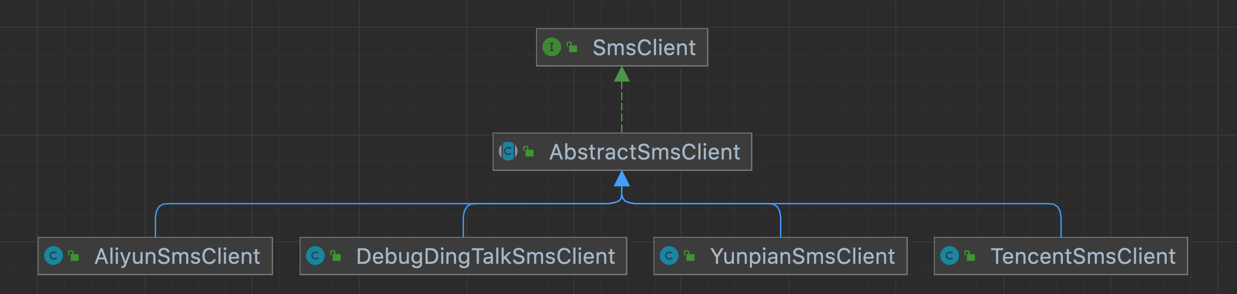 SmsClient
AbstractSmsClient
AliyunSmsClient
DebugDingTalkSmsClient
YunpianSmsClient
TencentSmsClient